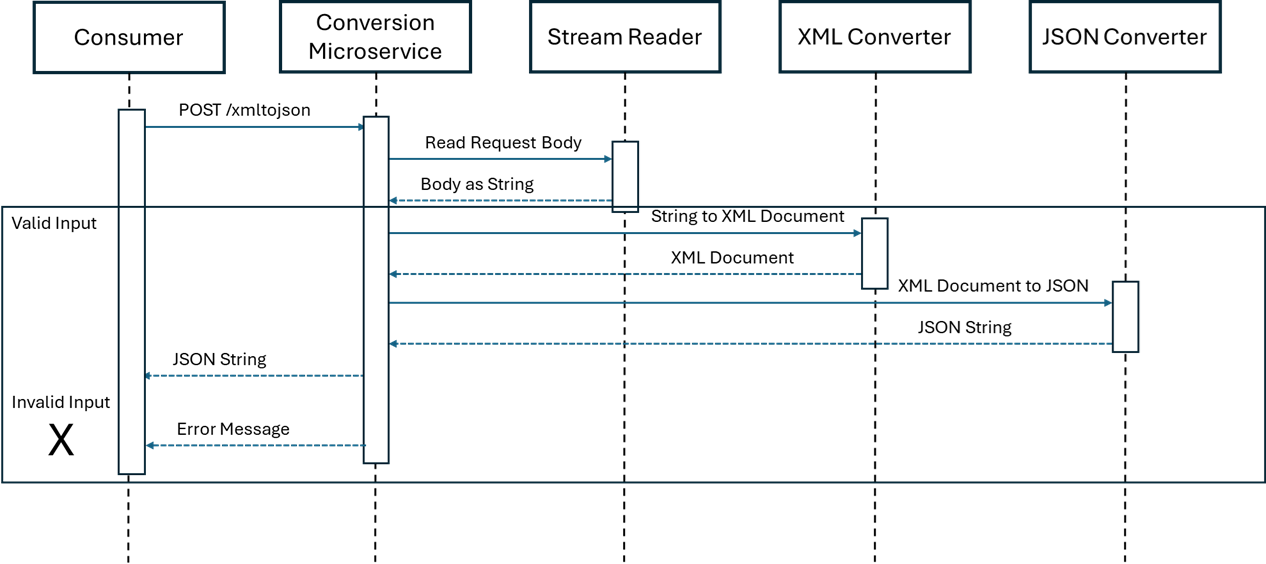 Consumer
Conversion
Microservice
Stream Reader
XML Converter
JSON Converter
POST /xmltojson
Read Request Body
Body as String
Valid Input
String to XML Document
XML Document
XML Document to JSON
JSON String
JSON String
Invalid Input
X
Error Message